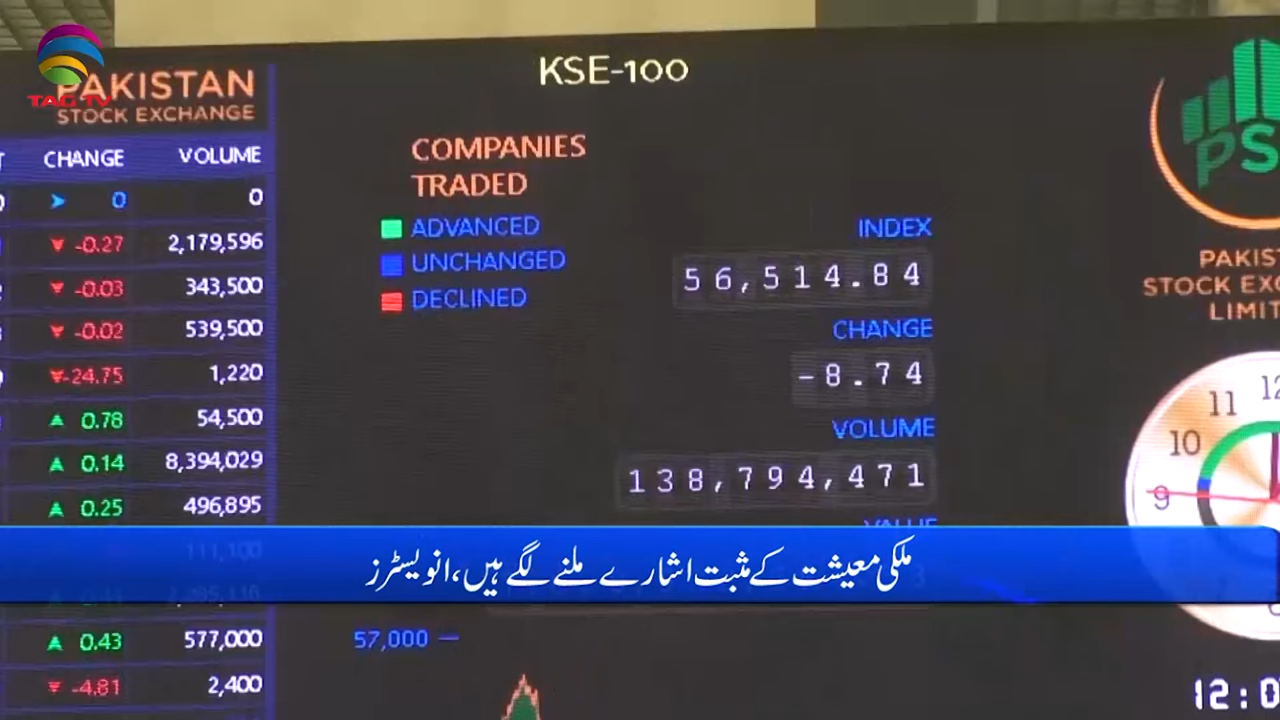 TAG TV
PAKISTAN
STOCK EXCHANGE
CHANGE VOLUME
0 0
-0.27 2,179,596
-0.03 343,500
-0.02 539,500
-24.75 1,220
0.78 54,500
0.14 8,394,029
0.25 496,895
0.43 577,000
-4.81 2,400
KSE-100
COMPANIES
TRADED
ADVANCED
UNCHANGED
DECLINED
INDEX
56,514.84
CHANGE
-8.74
VOLUME
138,794,471
VALUE
57,000
PS
PAKIS
STOCK EXC
LIMIT
12
11
10
9
12:0
ملکی معیشت کے مثبت اشارے ملنے لگے ہیں، انویسٹرز